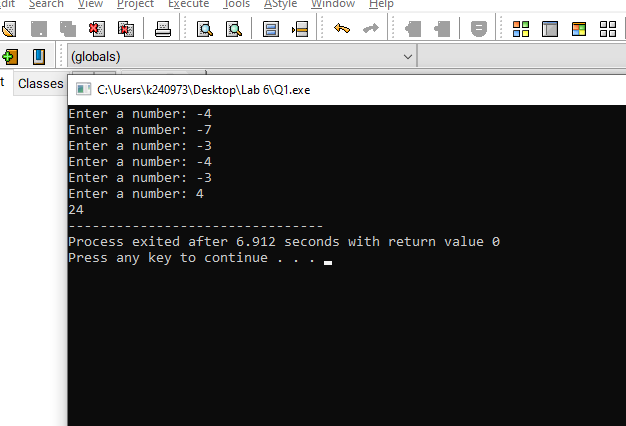 dit Search View Project Execute Tools AStyle Window Help
(globals)
t Classes
C:\Users\k240973\Desktop\Lab 6\Q1.exe
Enter a number: -4
Enter a number: -7
Enter a number: -3
Enter a number: -4
Enter a number: -3
Enter a number: 4
24
--------------------------------
Process exited after 6.912 seconds with return value 0
Press any key to continue . . .